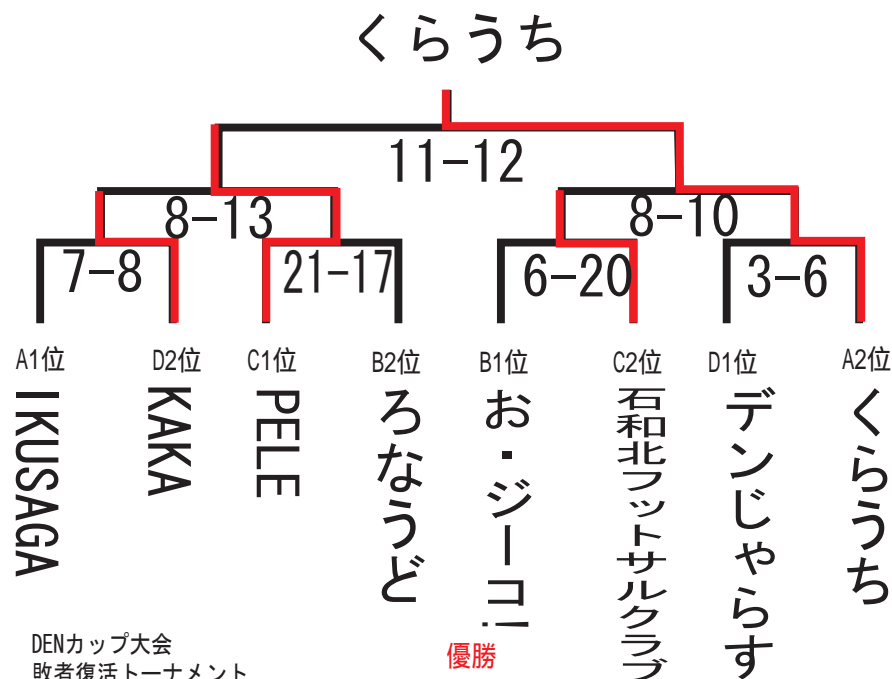 くらうち
11-12
8-13
8-10
7-8
21-17
6-20
3-6
A1位
D2位
C1位
B2位
B1位
C2位
D1位
A2位
IKUSAGA
KAKA
PELE
ろなうど
お・ジーコ!
石和北フットサルクラブ
デンじゃらす
くらうち
DENカップ大会
敗者復活トーナメント
優勝